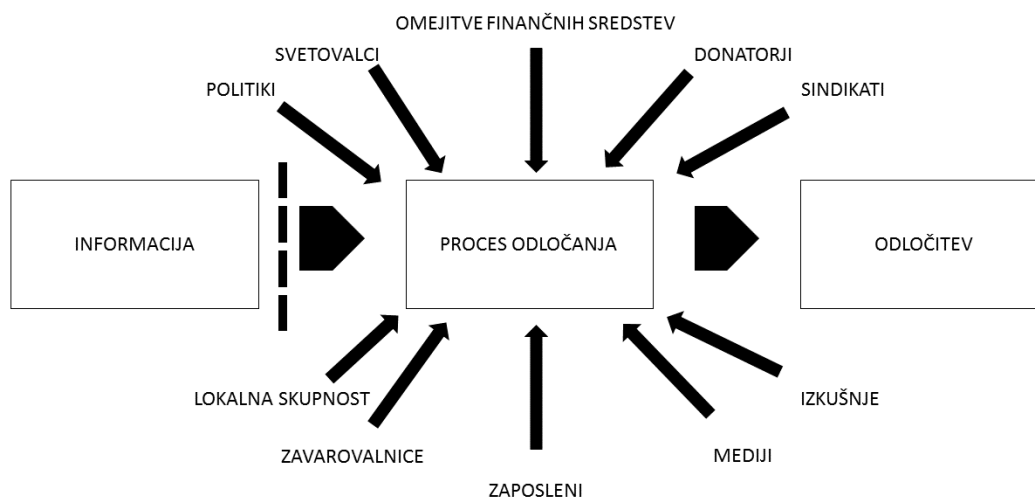 OMEJITVE FINANČNIH SREDSTEV
SVETOVALCI
DONATORJI
POLITIKI
SINDIKATI
INFORMACIJA
PROCES ODLOČANJA
ODLOČITEV
LOKALNA SKUPNOST
IZKUŠNJE
ZAVAROVALNICE
MEDIJI
ZAPOSLENI